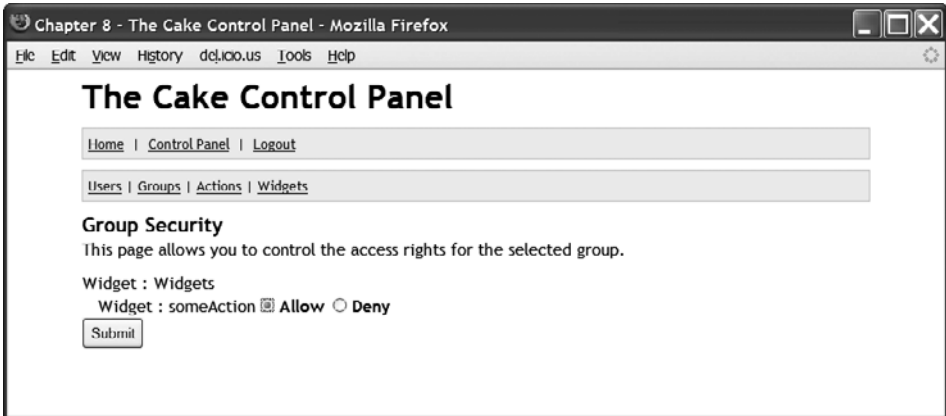 Chapter 8 - The Cake Control Panel - Mozilla Firefox
File Edit View History del.icio.us Tools Help
The Cake Control Panel
Home | Control Panel | Logout
Users | Groups | Actions | Widgets
Group Security
This page allows you to control the access rights for the selected group.
Widget : Widgets
Widget : someAction Allow Deny
Submit